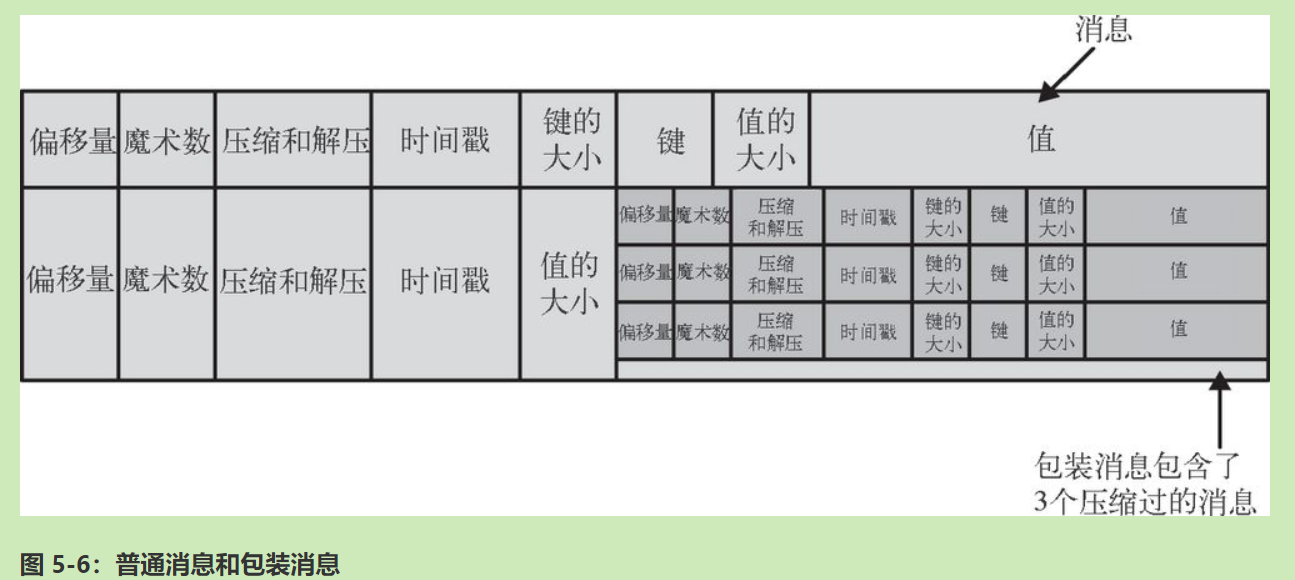 消息
偏移量 魔术数 压缩和解压 时间戳 键的 键 值的 值
大小 大小
偏移量 魔术数 压缩和解压 时间戳 值的
大小
偏移量 魔术数 压缩 时间戳 键的 键 值的 值
和解压 大小 大小
偏移量 魔术数 压缩 时间戳 键的 键 值的 值
和解压 大小 大小
偏移量 魔术数 压缩 时间戳 键的 键 值的 值
和解压 大小 大小
包装消息包含了
3个压缩过的消息
图 5-6：普通消息和包装消息